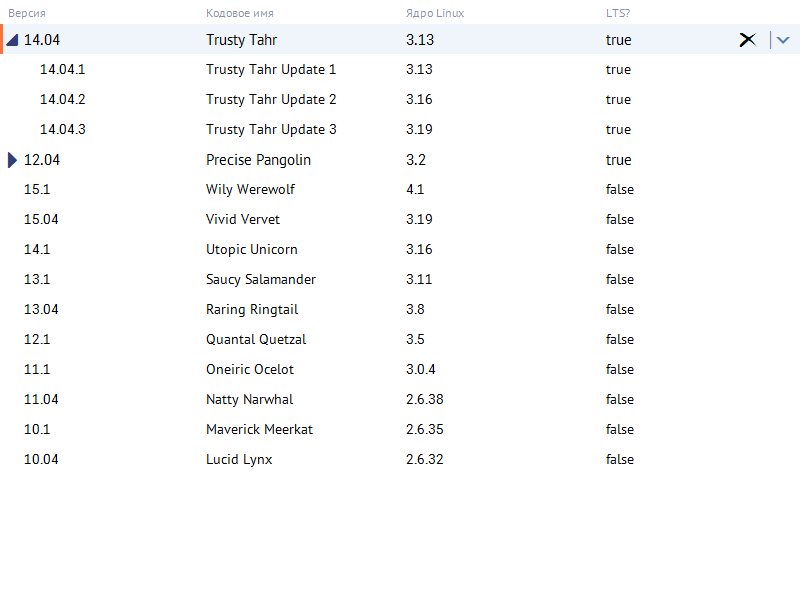 Версия Кодовое имя Ядро Linux LTS?
14.04 Trusty Tahr 3.13 true
14.04.1 Trusty Tahr Update 1 3.13 true
14.04.2 Trusty Tahr Update 2 3.16 true
14.04.3 Trusty Tahr Update 3 3.19 true
12.04 Precise Pangolin 3.2 true
15.1 Wily Werewolf 4.1 false
15.04 Vivid Vervet 3.19 false
14.1 Utopic Unicorn 3.16 false
13.1 Saucy Salamander 3.11 false
13.04 Raring Ringtail 3.8 false
12.1 Quantal Quetzal 3.5 false
11.1 Oneiric Ocelot 3.0.4 false
11.04 Natty Narwhal 2.6.38 false
10.1 Maverick Meerkat 2.6.35 false
10.04 Lucid Lynx 2.6.32 false